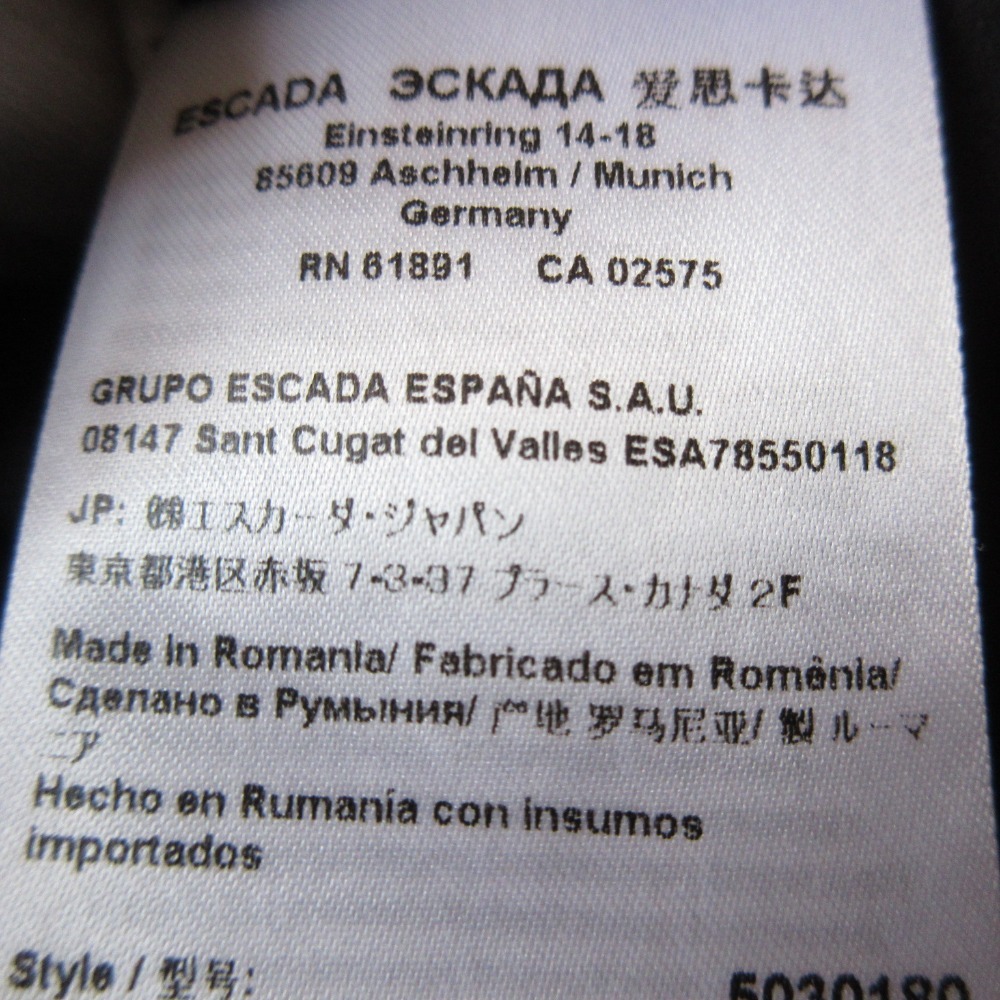 ESCADA ЭСКАДА 爱思卡达
Einsteinring 14-18
85609 Aschheim / Munich
Germany
RN 61891 CA 02575
GRUPO ESCADA ESPAÑA S.A.U.
08147 Sant Cugat del Valles ESA78550118
JP: ㈱エスカーダ・ジャパン
東京都港区赤坂 7-3-37 プラース・カナダ 2F
Made in Romania/ Fabricado em Romênia/
Сделано в Румыния/ 产地 罗马尼亚/ 製 ルーマ
ニア
Hecho en Rumanía con insumos
importados
Style / 型号:
5030180